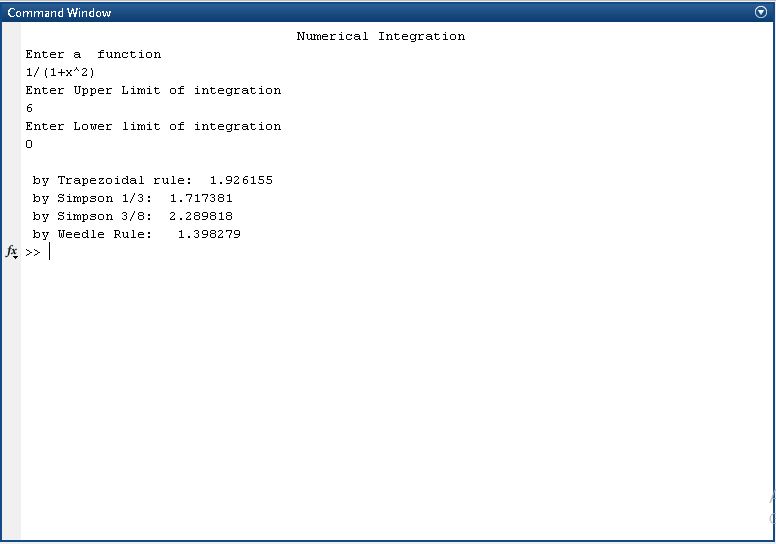 Command Window
Numerical Integration
Enter a  function
1/(1+x^2)
Enter Upper Limit of integration
6
Enter Lower limit of integration
0
by Trapezoidal rule:  1.926155
by Simpson 1/3:  1.717381
by Simpson 3/8:  2.289818
by Weedle Rule:   1.398279
fx >>